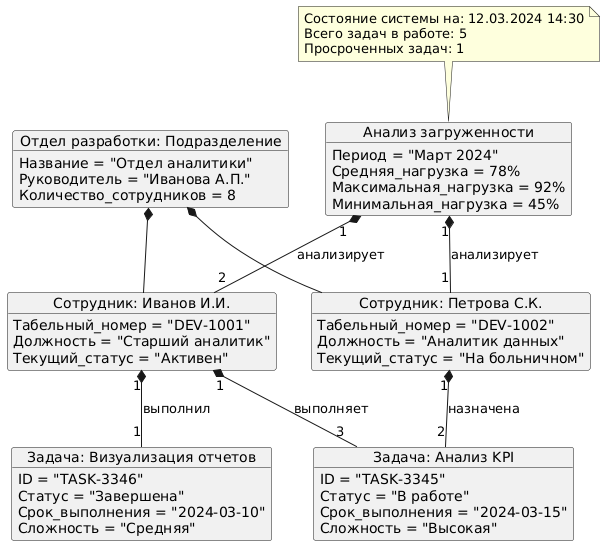 Состояние системы на: 12.03.2024 14:30
Всего задач в работе: 5
Просроченных задач: 1
Отдел разработки: Подразделение
Название = "Отдел аналитики"
Руководитель = "Иванова А.П."
Количество_сотрудников = 8
Анализ загруженности
Период = "Март 2024"
Средняя_нагрузка = 78%
Максимальная_нагрузка = 92%
Минимальная_нагрузка = 45%
1
1
анализирует
анализирует
2
1
Сотрудник: Иванов И.И.
Табельный_номер = "DEV-1001"
Должность = "Старший аналитик"
Текущий_статус = "Активен"
Сотрудник: Петрова С.К.
Табельный_номер = "DEV-1002"
Должность = "Аналитик данных"
Текущий_статус = "На больничном"
1
1
1
выполнил
выполняет
назначена
1
3
2
Задача: Визуализация отчетов
ID = "TASK-3346"
Статус = "Завершена"
Срок_выполнения = "2024-03-10"
Сложность = "Средняя"
Задача: Анализ KPI
ID = "TASK-3345"
Статус = "В работе"
Срок_выполнения = "2024-03-15"
Сложность = "Высокая"